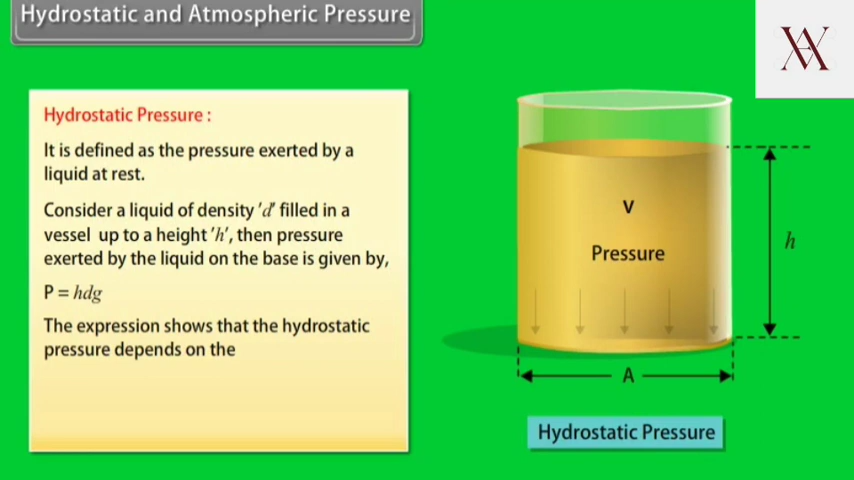 Hydrostatic and Atmospheric Pressure
Hydrostatic Pressure :
It is defined as the pressure exerted by a
liquid at rest.
Consider a liquid of density 'd' filled in a
vessel up to a height 'h', then pressure
exerted by the liquid on the base is given by,
P = hdg
The expression shows that the hydrostatic
pressure depends on the
V
Pressure
h
A
Hydrostatic Pressure